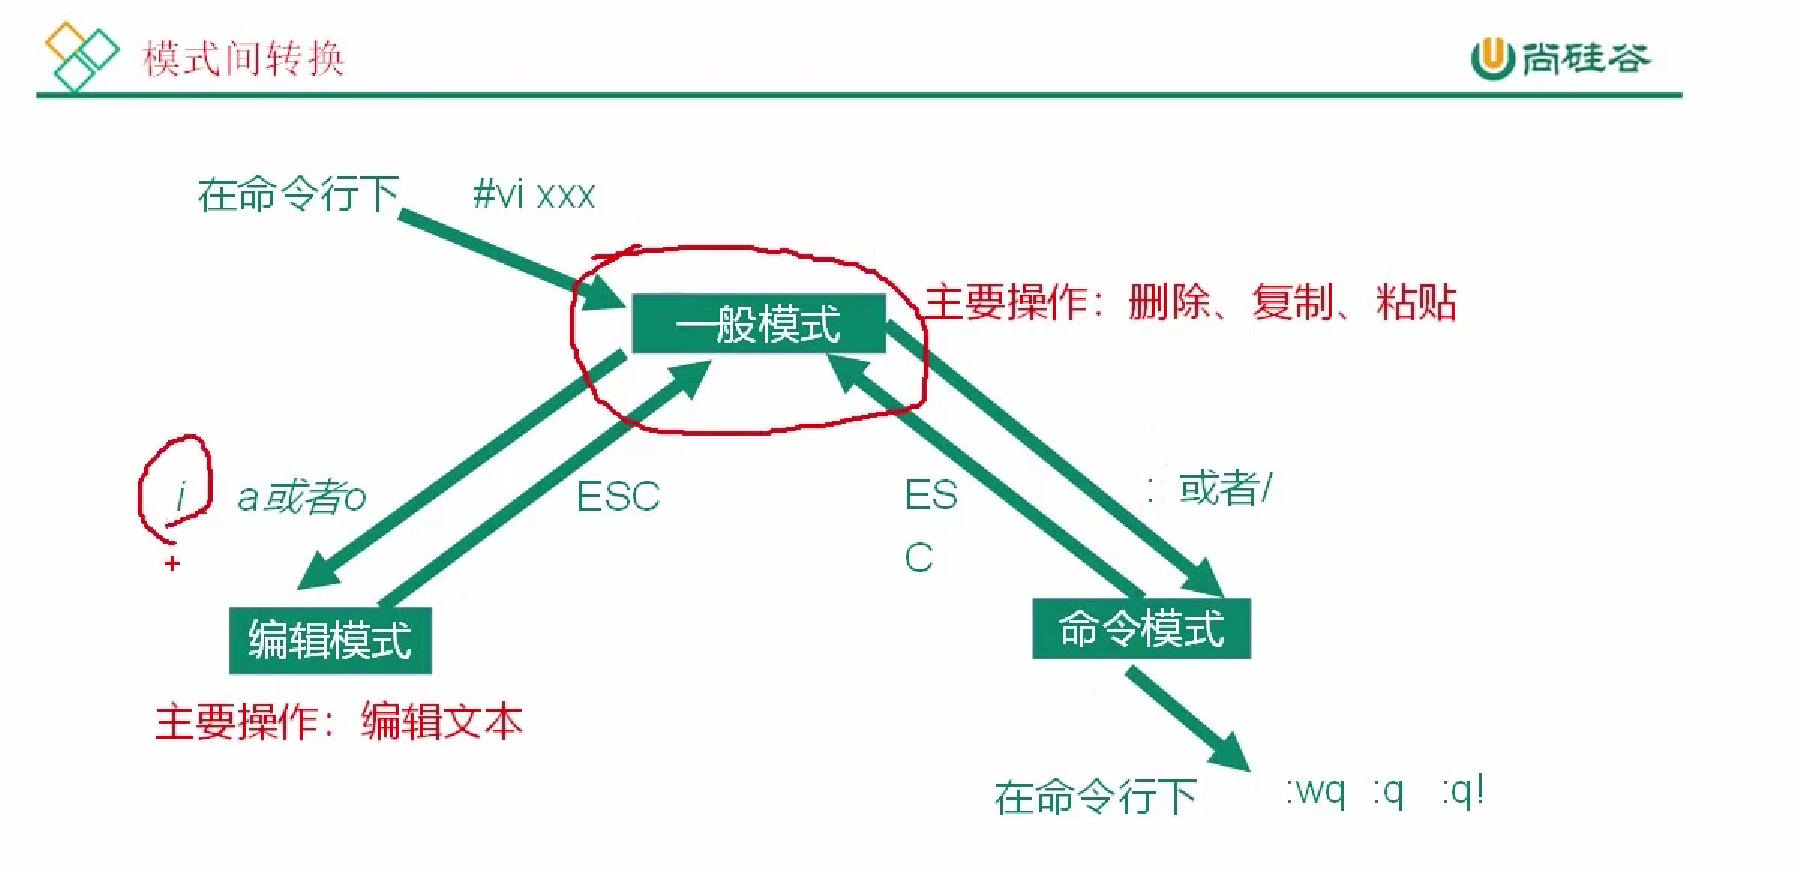 模式间转换
尚硅谷
在命令行下 #vi xxx
一般模式
主要操作：删除、复制、粘贴
i a或者o
ESC
ES
C
: 或者/
编辑模式
命令模式
主要操作：编辑文本
在命令行下 :wq :q :q!